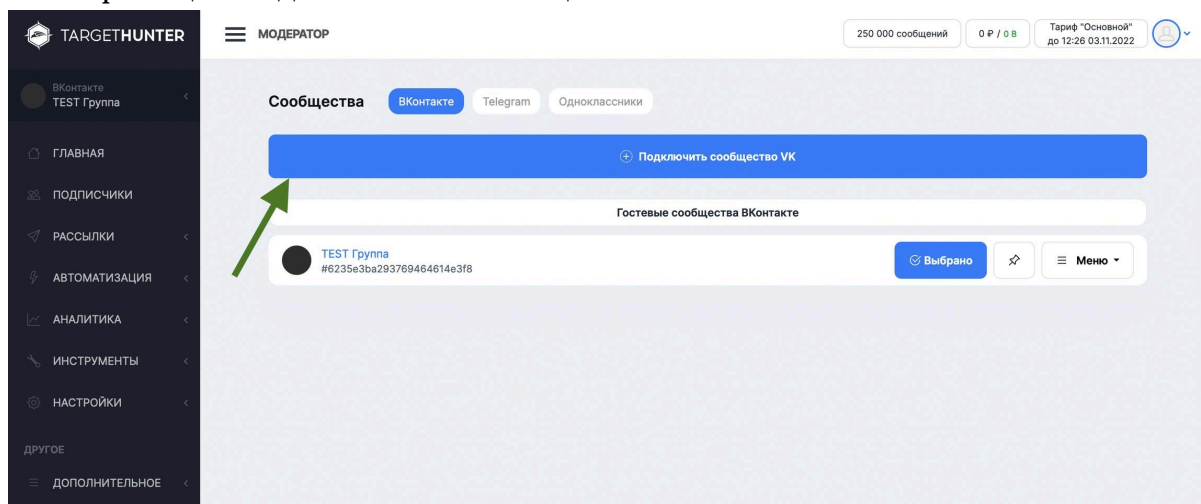 TARGETHUNTER
МОДЕРАТОР
250 000 сообщений
0 ₽ / 0 B
Тариф "Основной"
до 12:26 03.11.2022
ВКонтакте
TEST Группа
Сообщества
ВКонтакте
Telegram
Одноклассники
ГЛАВНАЯ
Подключить сообщество VK
ПОДПИСЧИКИ
Гостевые сообщества ВКонтакте
РАССЫЛКИ
TEST Группа
#6235e3ba293769464614e3f8
Выбрано
Меню
АВТОМАТИЗАЦИЯ
АНАЛИТИКА
ИНСТРУМЕНТЫ
НАСТРОЙКИ
ДРУГОЕ
ДОПОЛНИТЕЛЬНОЕ